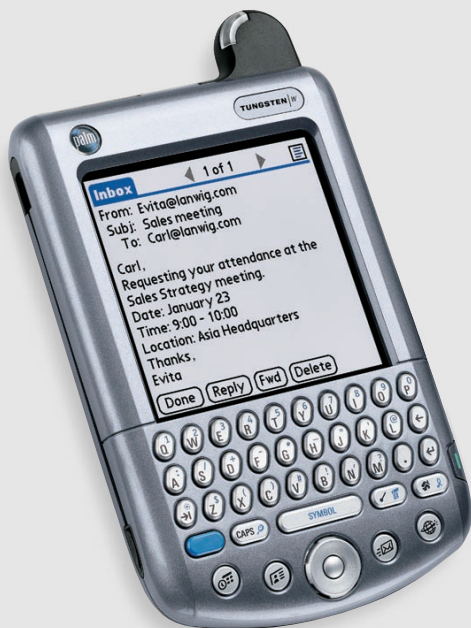 TUNGSTEN | W
palm
Inbox
1 of 1
From: Evita@lanwig.com
Subj: Sales meeting
To: Carl@lanwig.com
Carl,
Requesting your attendance at the
Sales Strategy meeting.
Date: January 23
Time: 9:00 - 10:00
Location: Asia Headquarters
Thanks,
Evita
Done Reply Fwd Delete
Q W E R T Y U I O P
A S D F G H J K L
Z X C V B N M .
CAPS SYMBOL